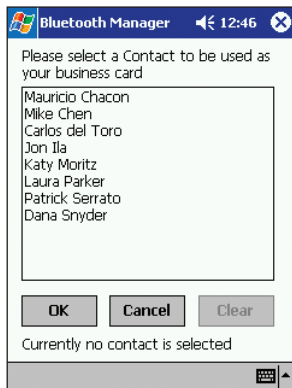 Bluetooth Manager 12:46
Please select a Contact to be used as
your business card
Mauricio Chacon
Mike Chen
Carlos del Toro
Jon Ila
Katy Moritz
Laura Parker
Patrick Serrato
Dana Snyder
OK Cancel Clear
Currently no contact is selected